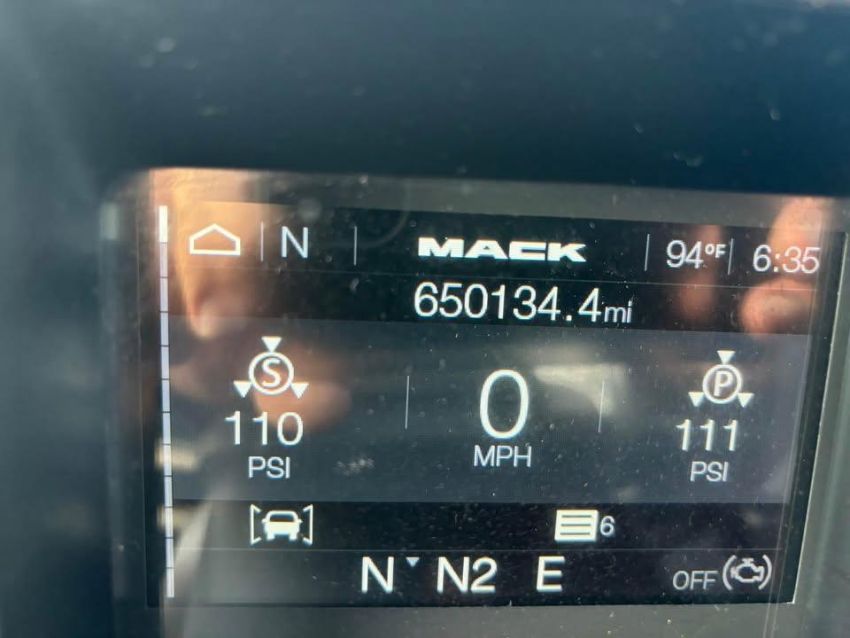 N MACK 94°F 6:35
650134.4mi
S 0 P
110 111
PSI MPH PSI
6
N N2 E OFF